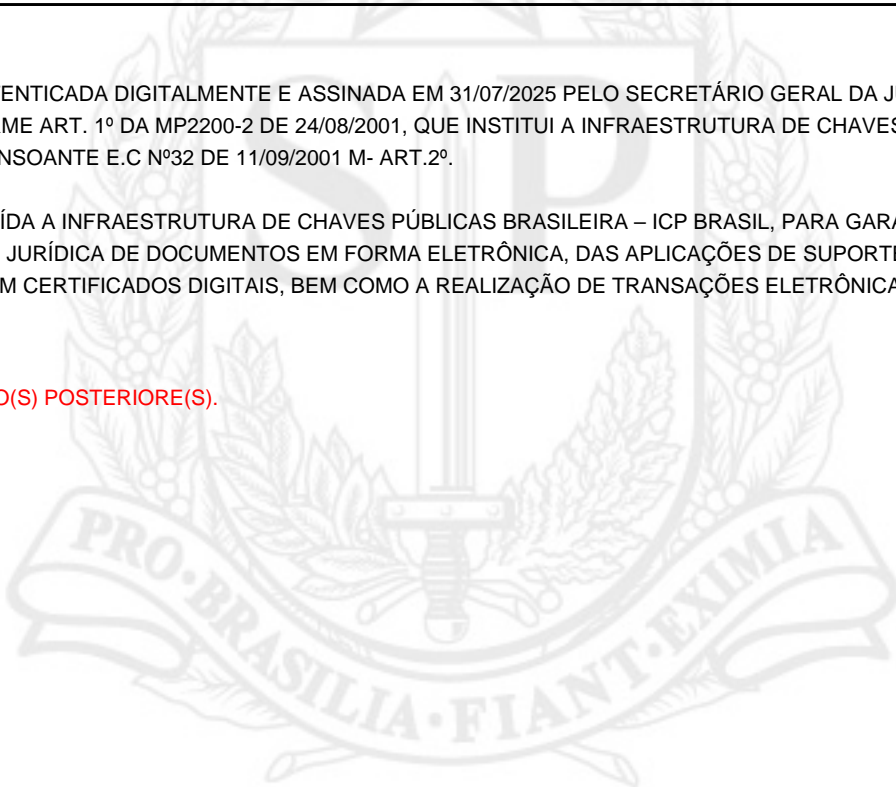 ENTICADA DIGITALMENTE E ASSINADA EM 31/07/2025 PELO SECRETÁRIO GERAL DA J
ME ART. 1º DA MP2200-2 DE 24/08/2001, QUE INSTITUI A INFRAESTRUTURA DE CHAVES
NSOANTE E.C Nº32 DE 11/09/2001 M- ART.2º.
ÍDA A INFRAESTRUTURA DE CHAVES PÚBLICAS BRASILEIRA – ICP BRASIL, PARA GARA
JURÍDICA DE DOCUMENTOS EM FORMA ELETRÔNICA, DAS APLICAÇÕES DE SUPORTE
M CERTIFICADOS DIGITAIS, BEM COMO A REALIZAÇÃO DE TRANSAÇÕES ELETRÔNICA
O(S) POSTERIORE(S).
SP
PRO·BRASILIA·FIANT·EXIMIA